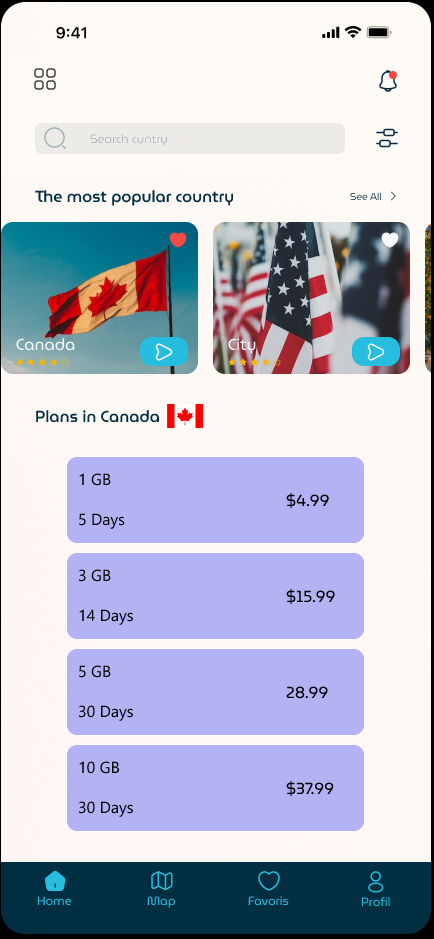 9:41
Search cuntry
The most popular country
See All
Canada
City
Plans in Canada
1 GB
$4.99
5 Days
3 GB
$15.99
14 Days
5 GB
28.99
30 Days
10 GB
$37.99
30 Days
Home
Map
Favoris
Profil